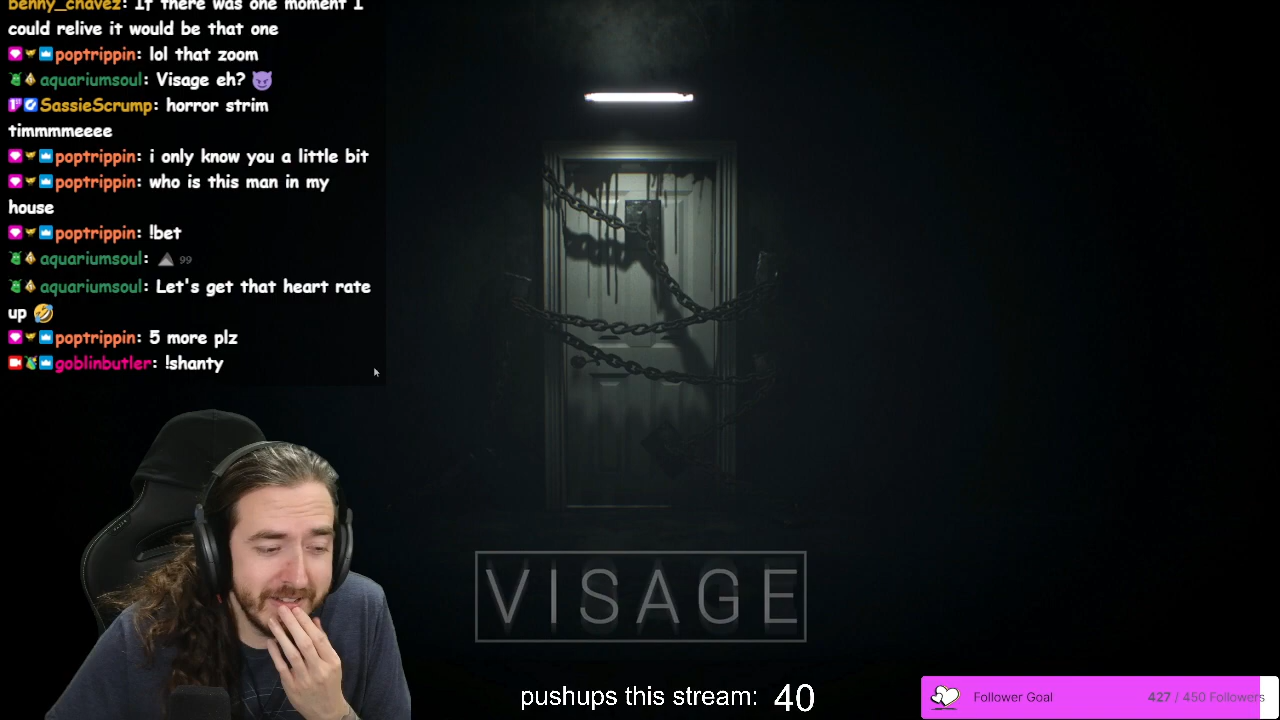 benny_chavez: If there was one moment I
could relive it would be that one
poptrippin: lol that zoom
aquariumsoul: Visage eh? 😈
SassieScrump: horror strim
timmmmeeee
poptrippin: i only know you a little bit
poptrippin: who is this man in my
house
poptrippin: !bet
aquariumsoul: 99
aquariumsoul: Let's get that heart rate
up 🤣
poptrippin: 5 more plz
goblinbutler: !shanty
VISAGE
pushups this stream: 40
Follower Goal 427 / 450 Followers